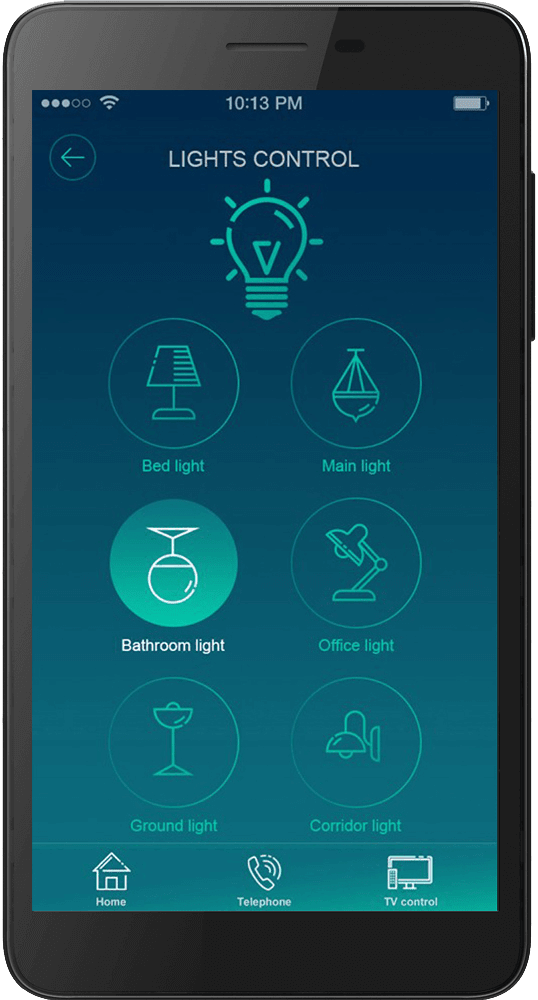 10:13 PM
LIGHTS CONTROL
Bed light
Main light
Bathroom light
Office light
Ground light
Corridor light
Home
Telephone
TV control